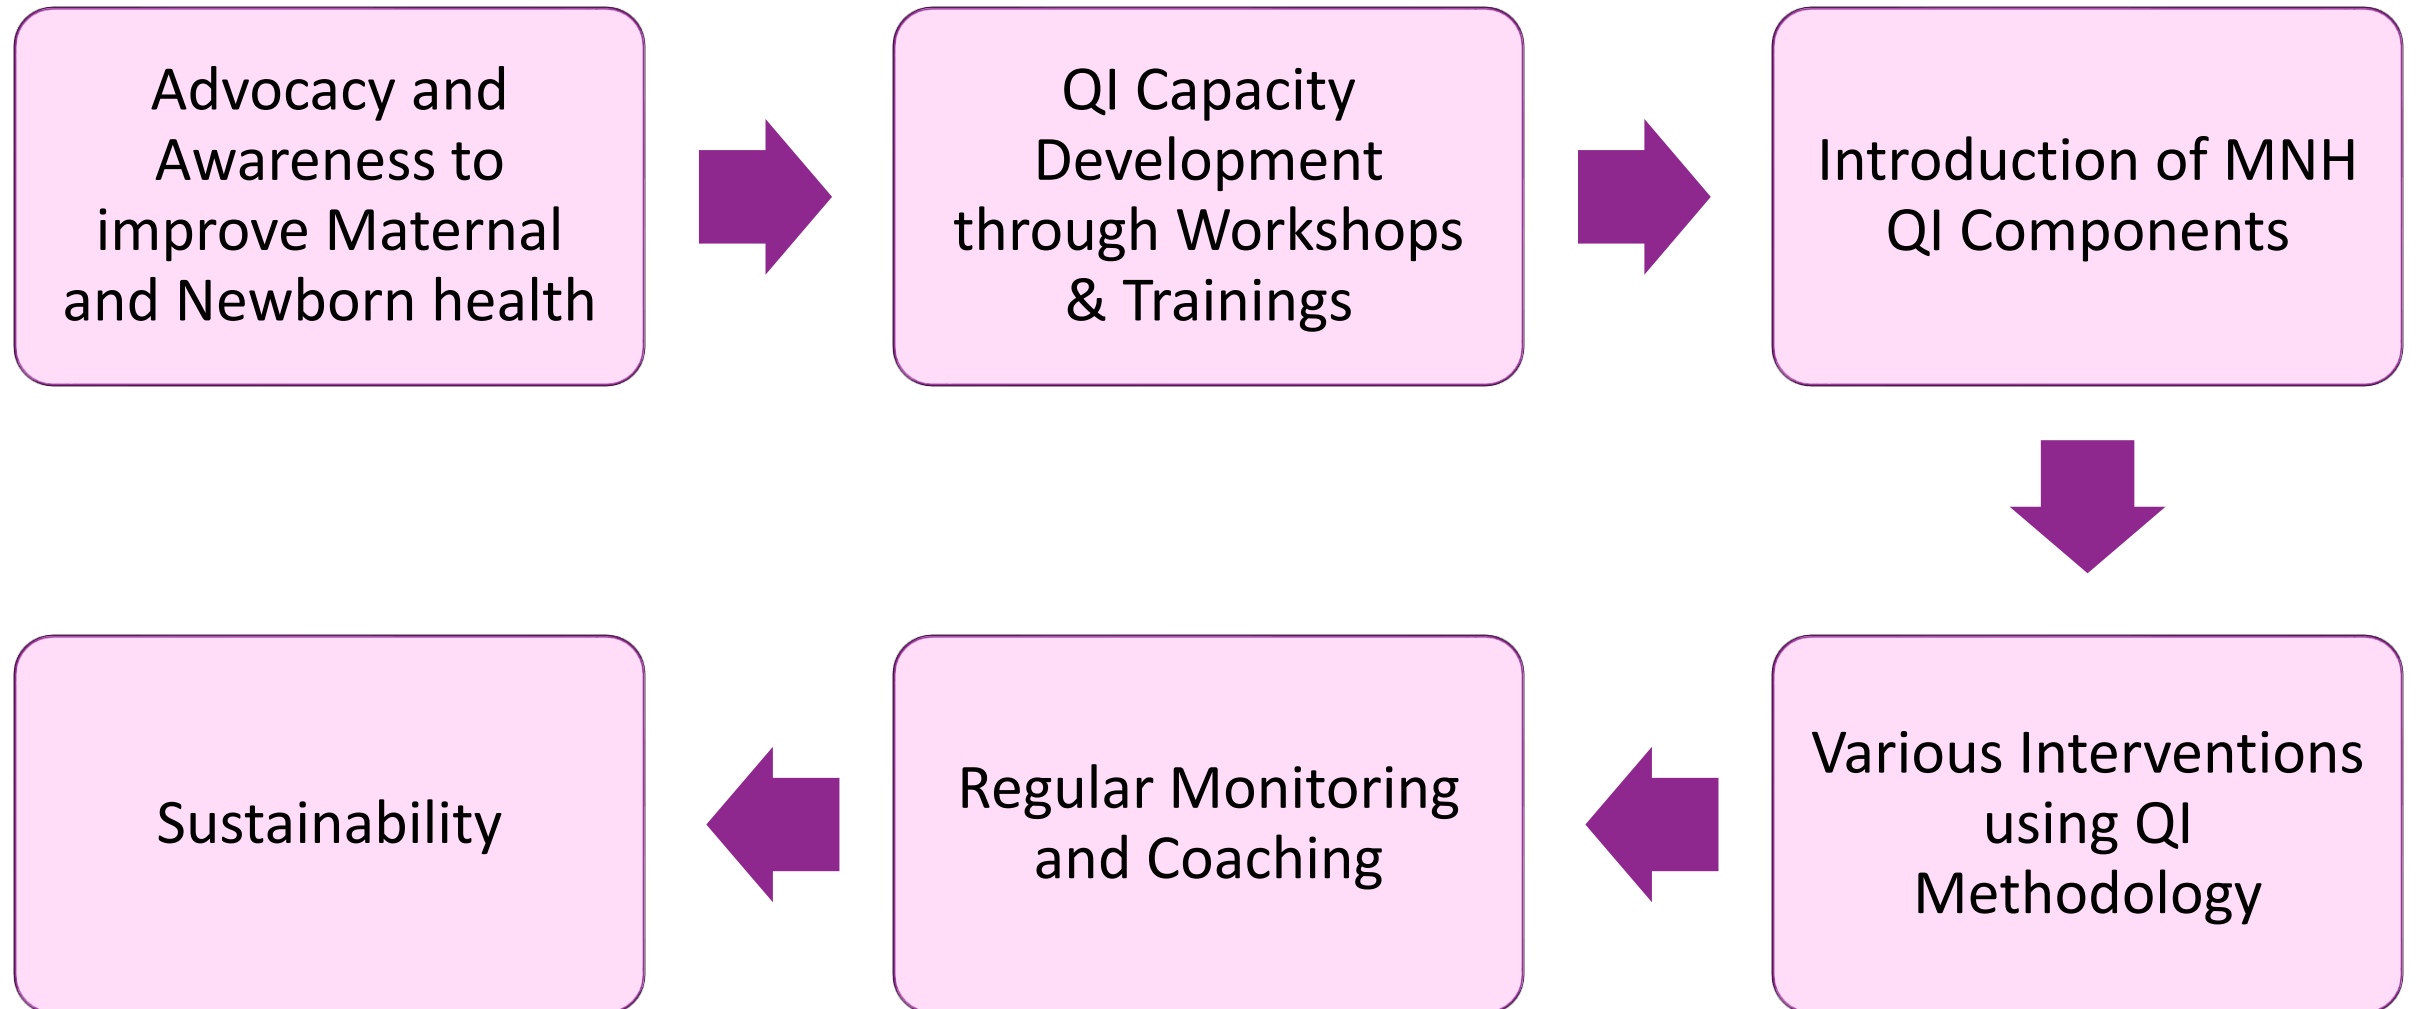 Advocacy and
Awareness to
improve Maternal
and Newborn health
QI Capacity
Development
through Workshops
& Trainings
Introduction of MNH
QI Components
Various Interventions
using QI
Methodology
Regular Monitoring
and Coaching
Sustainability